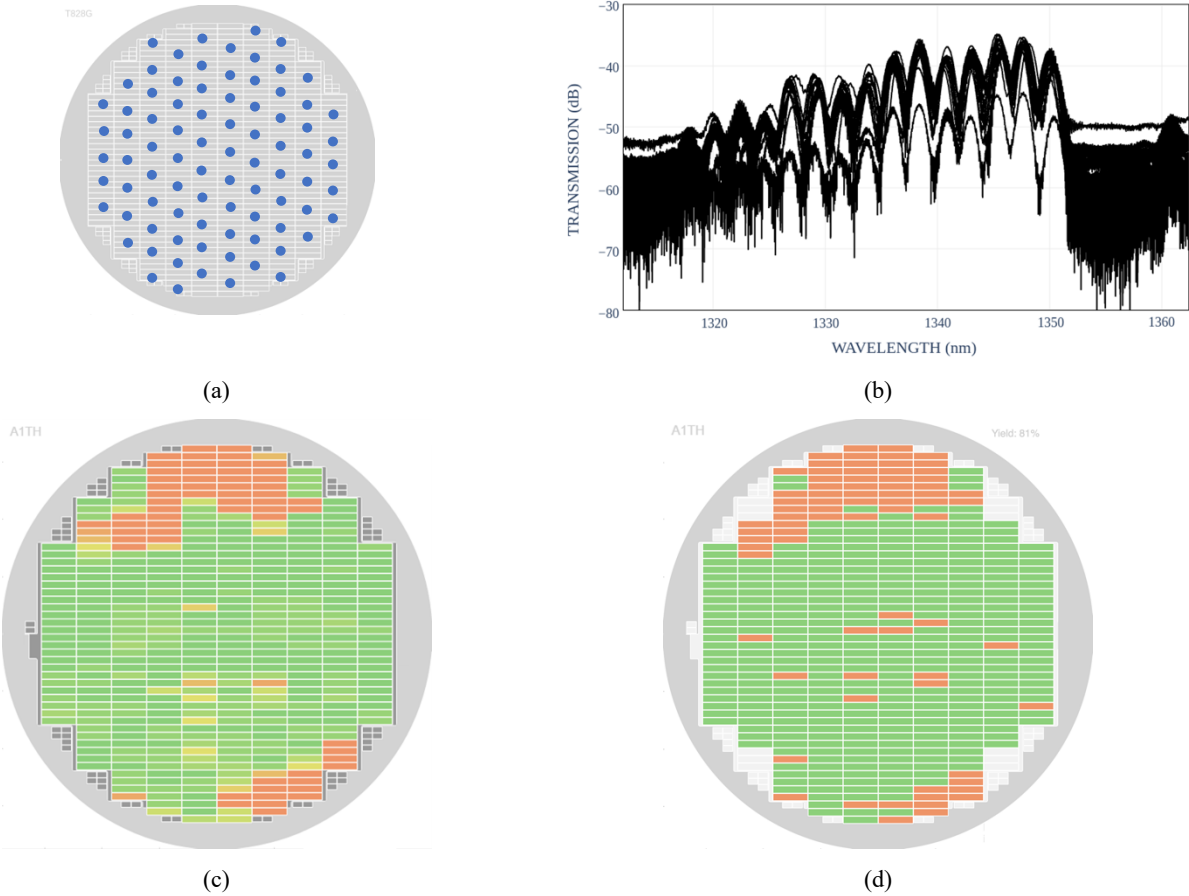 T828G
−30
−40
−50
−60
−70
−80
TRANSMISSION (dB)
1320
1330
1340
1350
1360
WAVELENGTH (nm)
(a)
(b)
A1TH
A1TH
Yield: 81%
(c)
(d)